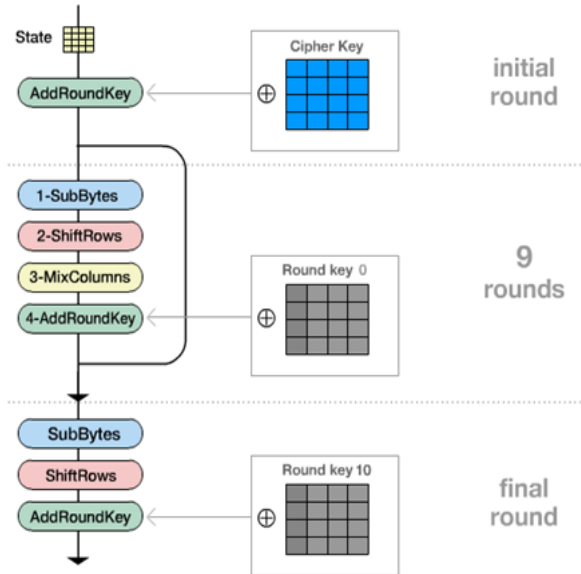 State
Cipher Key
AddRoundKey
initial
round
1-SubBytes
2-ShiftRows
3-MixColumns
4-AddRoundKey
Round key 0
9
rounds
SubBytes
ShiftRows
AddRoundKey
Round key 10
final
round